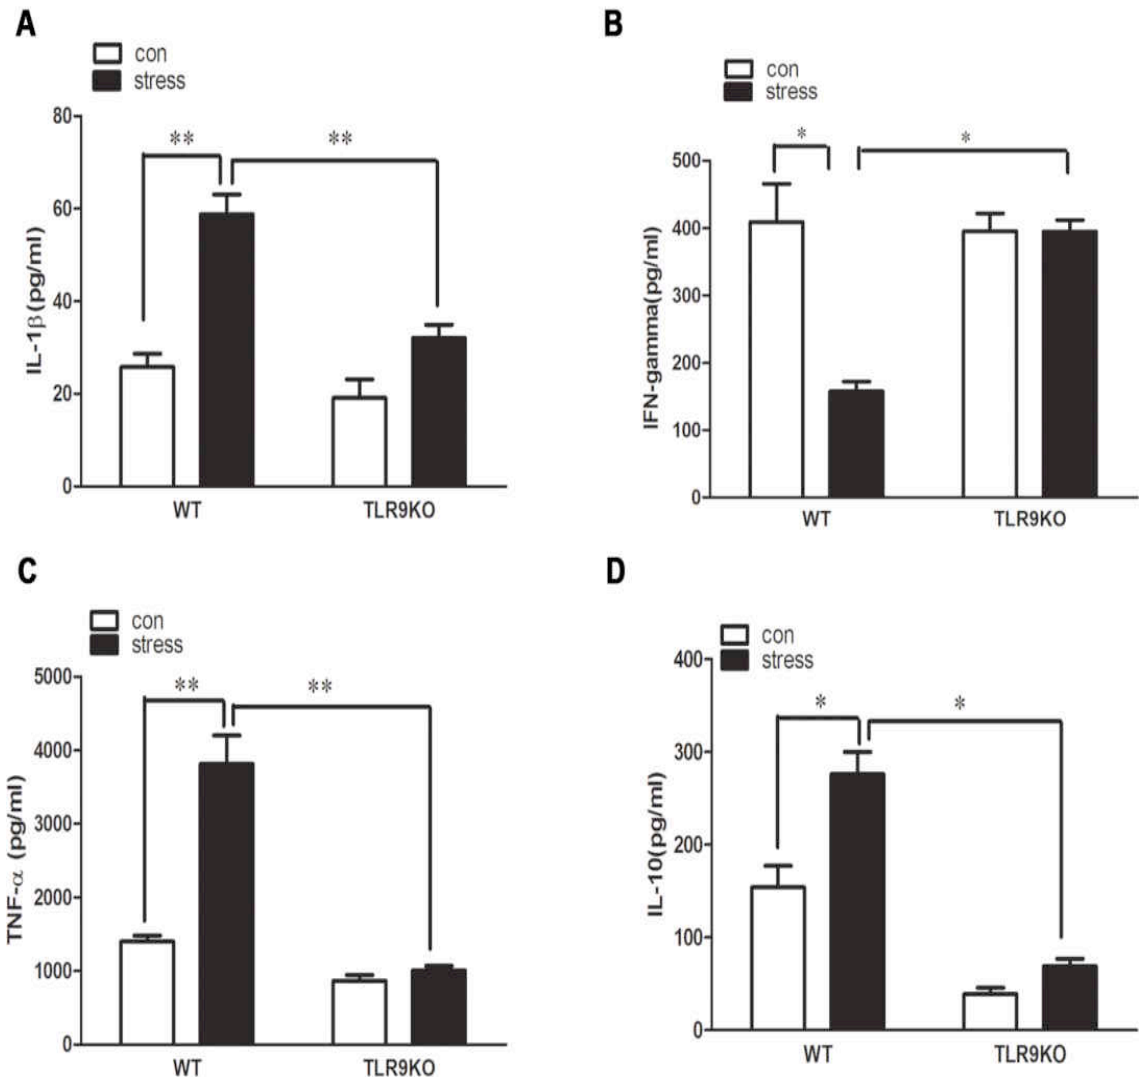 A
con
stress
**
**
80
60
40
20
0
IL-1β(pg/ml)
WT
TLR9KO
B
con
stress
*
*
500
400
300
200
100
0
IFN-gamma(pg/ml)
WT
TLR9KO
C
con
stress
**
**
5000
4000
3000
2000
1000
0
TNF-α (pg/ml)
WT
TLR9KO
D
con
stress
*
*
400
300
200
100
0
IL-10(pg/ml)
WT
TLR9KO